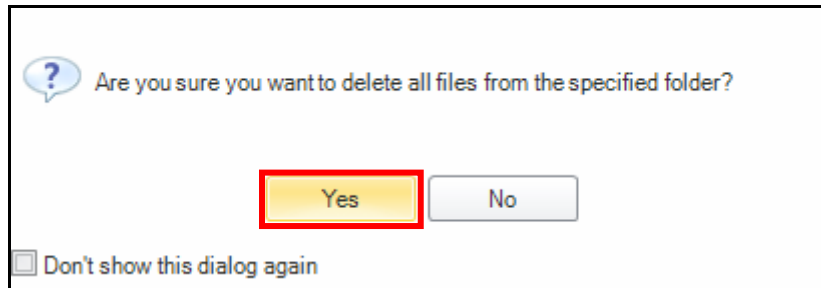 Are you sure you want to delete all files from the specified folder?
Yes
No
Don't show this dialog again